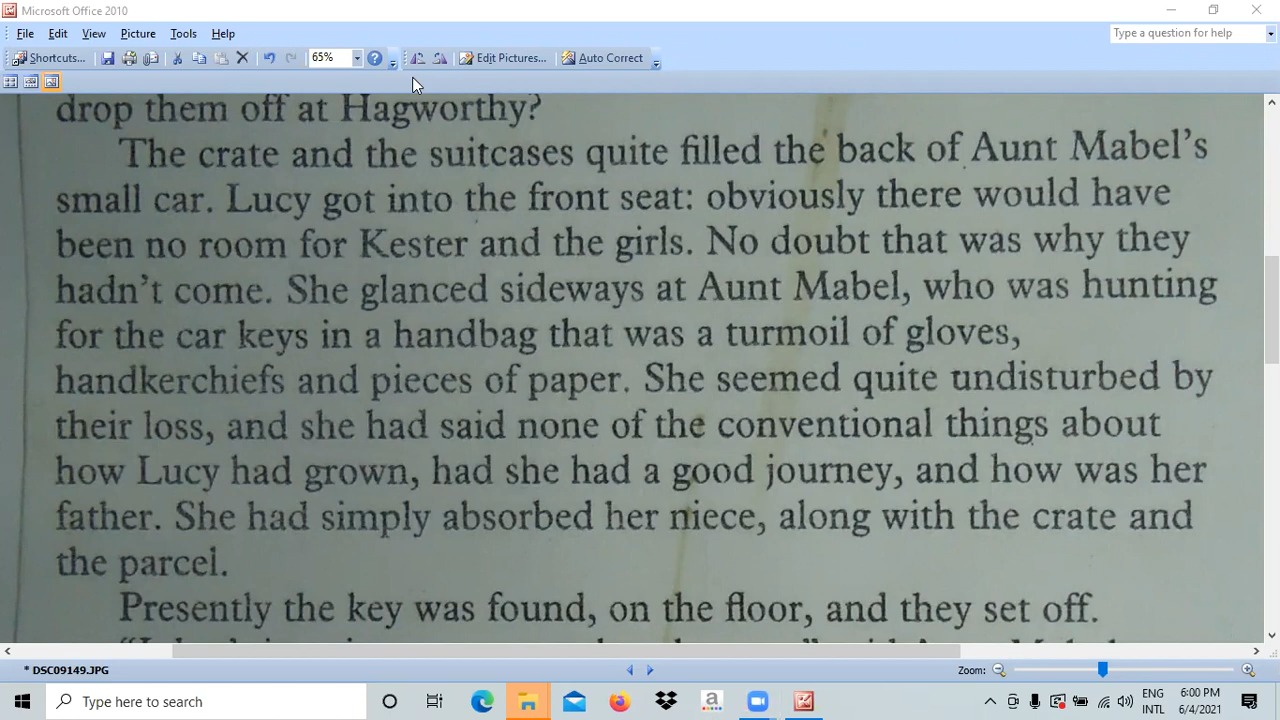 Microsoft Office 2010
File Edit View Picture Tools Help
Type a question for help
Shortcuts... 65% Edit Pictures... Auto Correct
drop them off at Hagworthy?
The crate and the suitcases quite filled the back of Aunt Mabel's
small car. Lucy got into the front seat: obviously there would have
been no room for Kester and the girls. No doubt that was why they
hadn't come. She glanced sideways at Aunt Mabel, who was hunting
for the car keys in a handbag that was a turmoil of gloves,
handkerchiefs and pieces of paper. She seemed quite undisturbed by
their loss, and she had said none of the conventional things about
how Lucy had grown, had she had a good journey, and how was her
father. She had simply absorbed her niece, along with the crate and
the parcel.
Presently the key was found, on the floor, and they set off.
* DSC09149.JPG
Zoom:
Type here to search
ENG 6:00 PM
INTL 6/4/2021